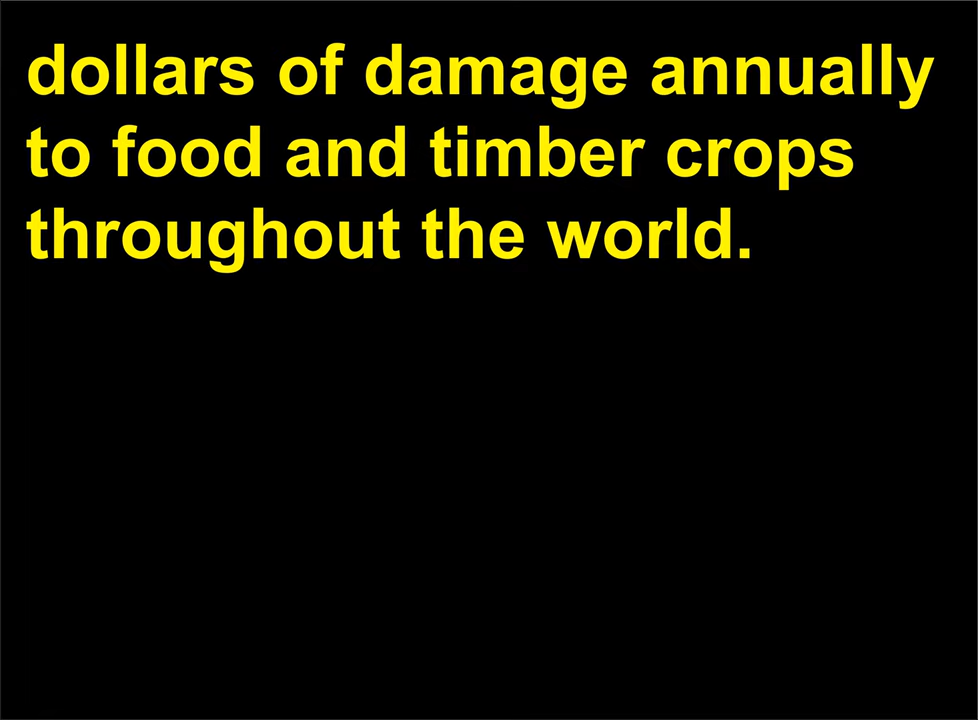 dollars of damage annually
to food and timber crops
throughout the world.